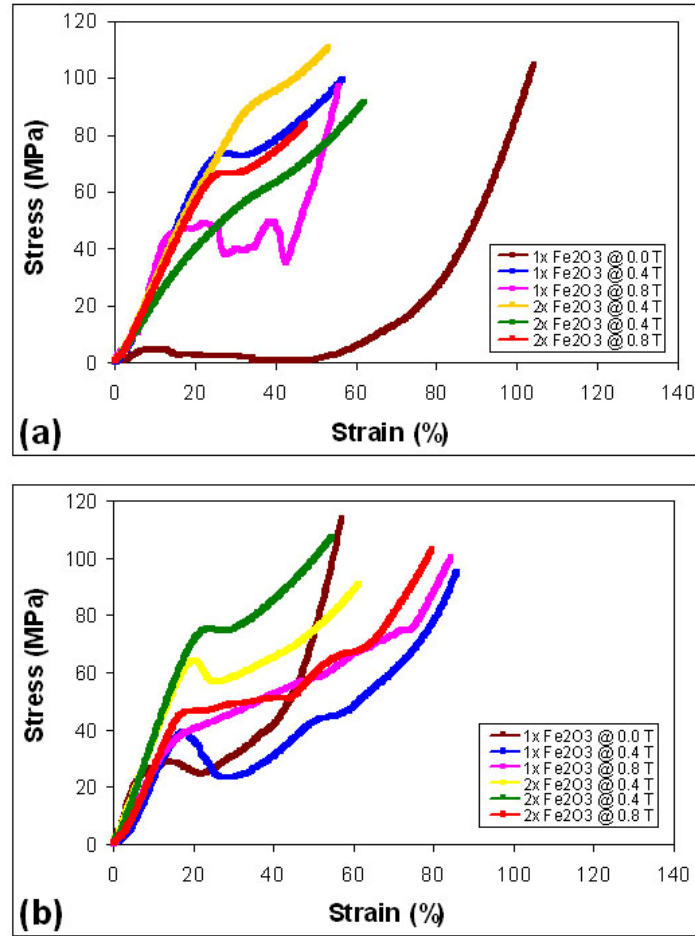 120
100
80
60
40
20
0
Stress (MPa)
1x Fe2O3 @ 0.0 T
1x Fe2O3 @ 0.4 T
1x Fe2O3 @ 0.8 T
2x Fe2O3 @ 0.4 T
2x Fe2O3 @ 0.4 T
2x Fe2O3 @ 0.8 T
0 20 40 60 80 100 120 140
Strain (%)
(a)
120
100
80
60
40
20
0
Stress (MPa)
1x Fe2O3 @ 0.0 T
1x Fe2O3 @ 0.4 T
1x Fe2O3 @ 0.8 T
2x Fe2O3 @ 0.4 T
2x Fe2O3 @ 0.4 T
2x Fe2O3 @ 0.8 T
0 20 40 60 80 100 120 140
Strain (%)
(b)